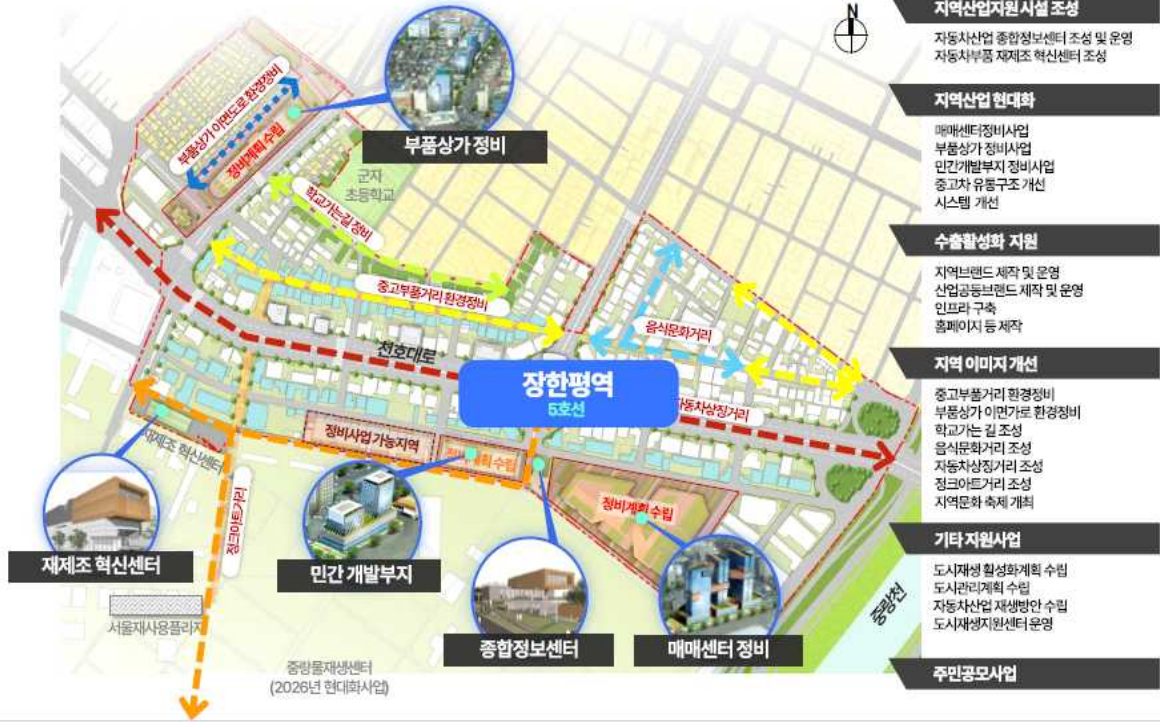 N
부품상가 이면도로 환경정비
정비계획 수립
부품상가 정비
군자
초등학교
학교가는길 정비
중고부품거리 환경정비
음식문화거리
천호대로
장한평역
5호선
자동차상징거리
정비사업 가능지역
정비계획 수립
정비계획 수립
재제조 혁신센터
정크아트거리
재제조 혁신센터
민간 개발부지
종합정보센터
매매센터 정비
중랑천
서울재사용플라자
중랑물재생센터
(2026년 현대화사업)
지역산업지원 시설 조성
자동차산업 종합정보센터 조성 및 운영
자동차부품 재제조 혁신센터 조성
지역산업 현대화
매매센터정비사업
부품상가 정비사업
민간개발부지 정비사업
중고차 유통구조 개선
시스템 개선
수출활성화 지원
지역브랜드 제작 및 운영
산업공동브랜드 제작 및 운영
인프라 구축
홈페이지 등 제작
지역 이미지 개선
중고부품거리 환경정비
부품상가 이면가로 환경정비
학교가는 길 조성
음식문화거리 조성
자동차상징거리 조성
정크아트거리 조성
지역문화 축제 개최
기타 지원사업
도시재생 활성화계획 수립
도시관리계획 수립
자동차산업 재생방안 수립
도시재생지원센터 운영
주민공모사업